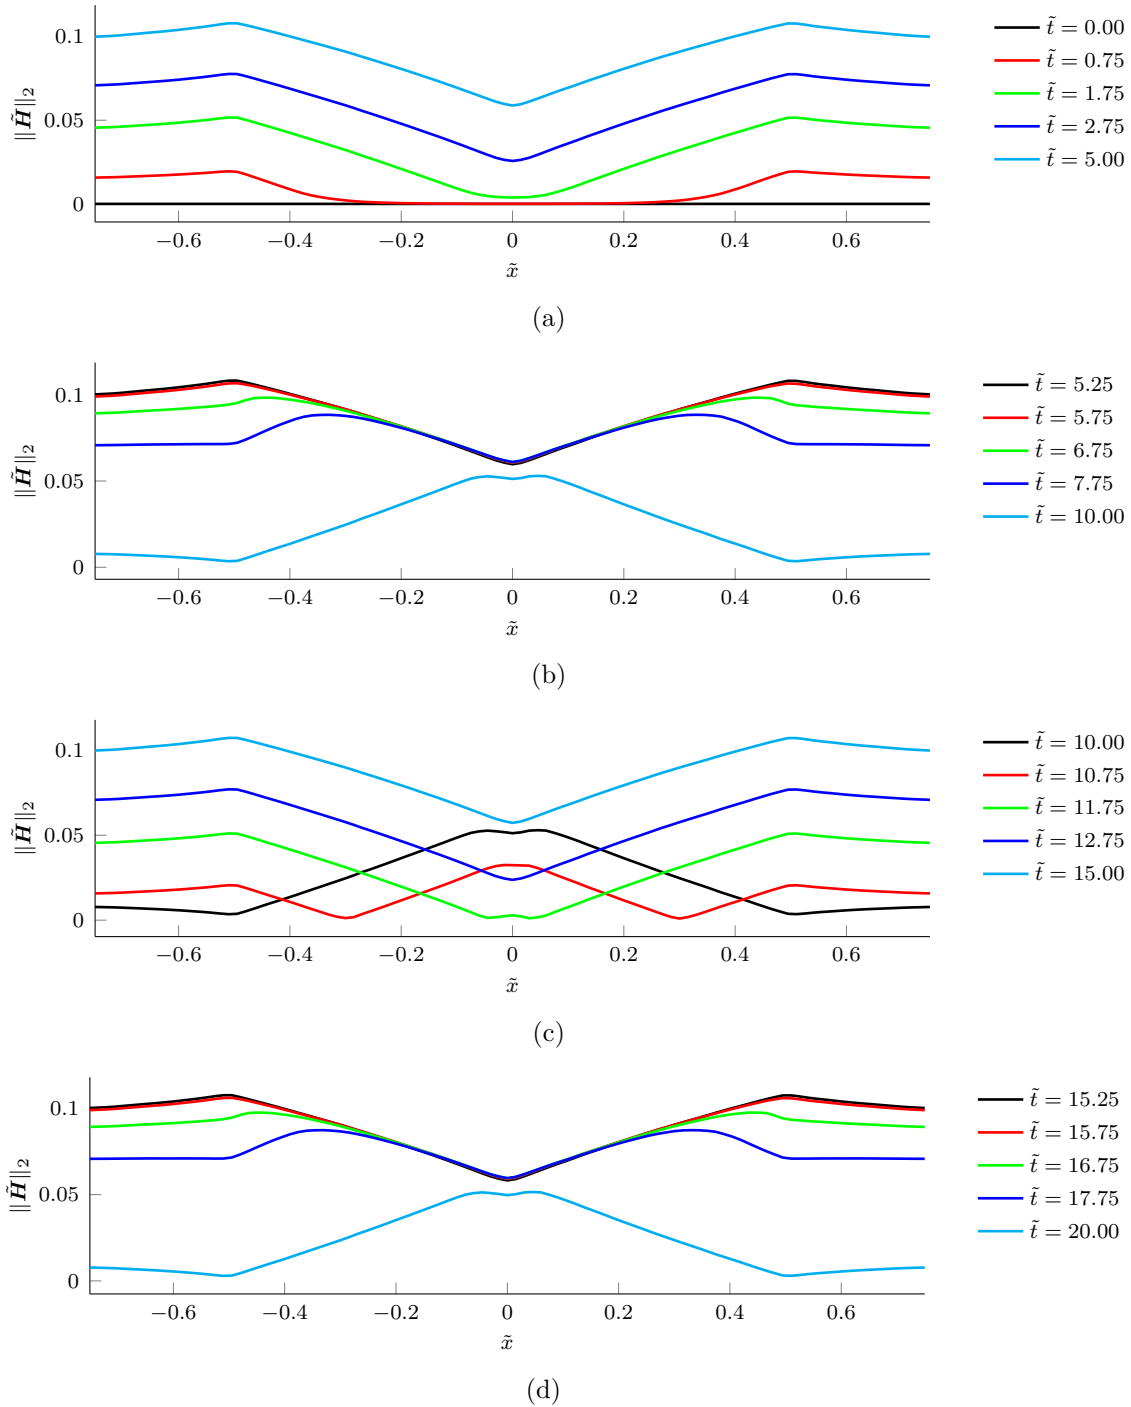 0.1
0.05
0
‖H̃‖₂
−0.6 −0.4 −0.2 0 0.2 0.4 0.6
x̃
t̃ = 0.00
t̃ = 0.75
t̃ = 1.75
t̃ = 2.75
t̃ = 5.00
(a)
0.1
0.05
0
‖H̃‖₂
−0.6 −0.4 −0.2 0 0.2 0.4 0.6
x̃
t̃ = 5.25
t̃ = 5.75
t̃ = 6.75
t̃ = 7.75
t̃ = 10.00
(b)
0.1
0.05
0
‖H̃‖₂
−0.6 −0.4 −0.2 0 0.2 0.4 0.6
x̃
t̃ = 10.00
t̃ = 10.75
t̃ = 11.75
t̃ = 12.75
t̃ = 15.00
(c)
0.1
0.05
0
‖H̃‖₂
−0.6 −0.4 −0.2 0 0.2 0.4 0.6
x̃
t̃ = 15.25
t̃ = 15.75
t̃ = 16.75
t̃ = 17.75
t̃ = 20.00
(d)